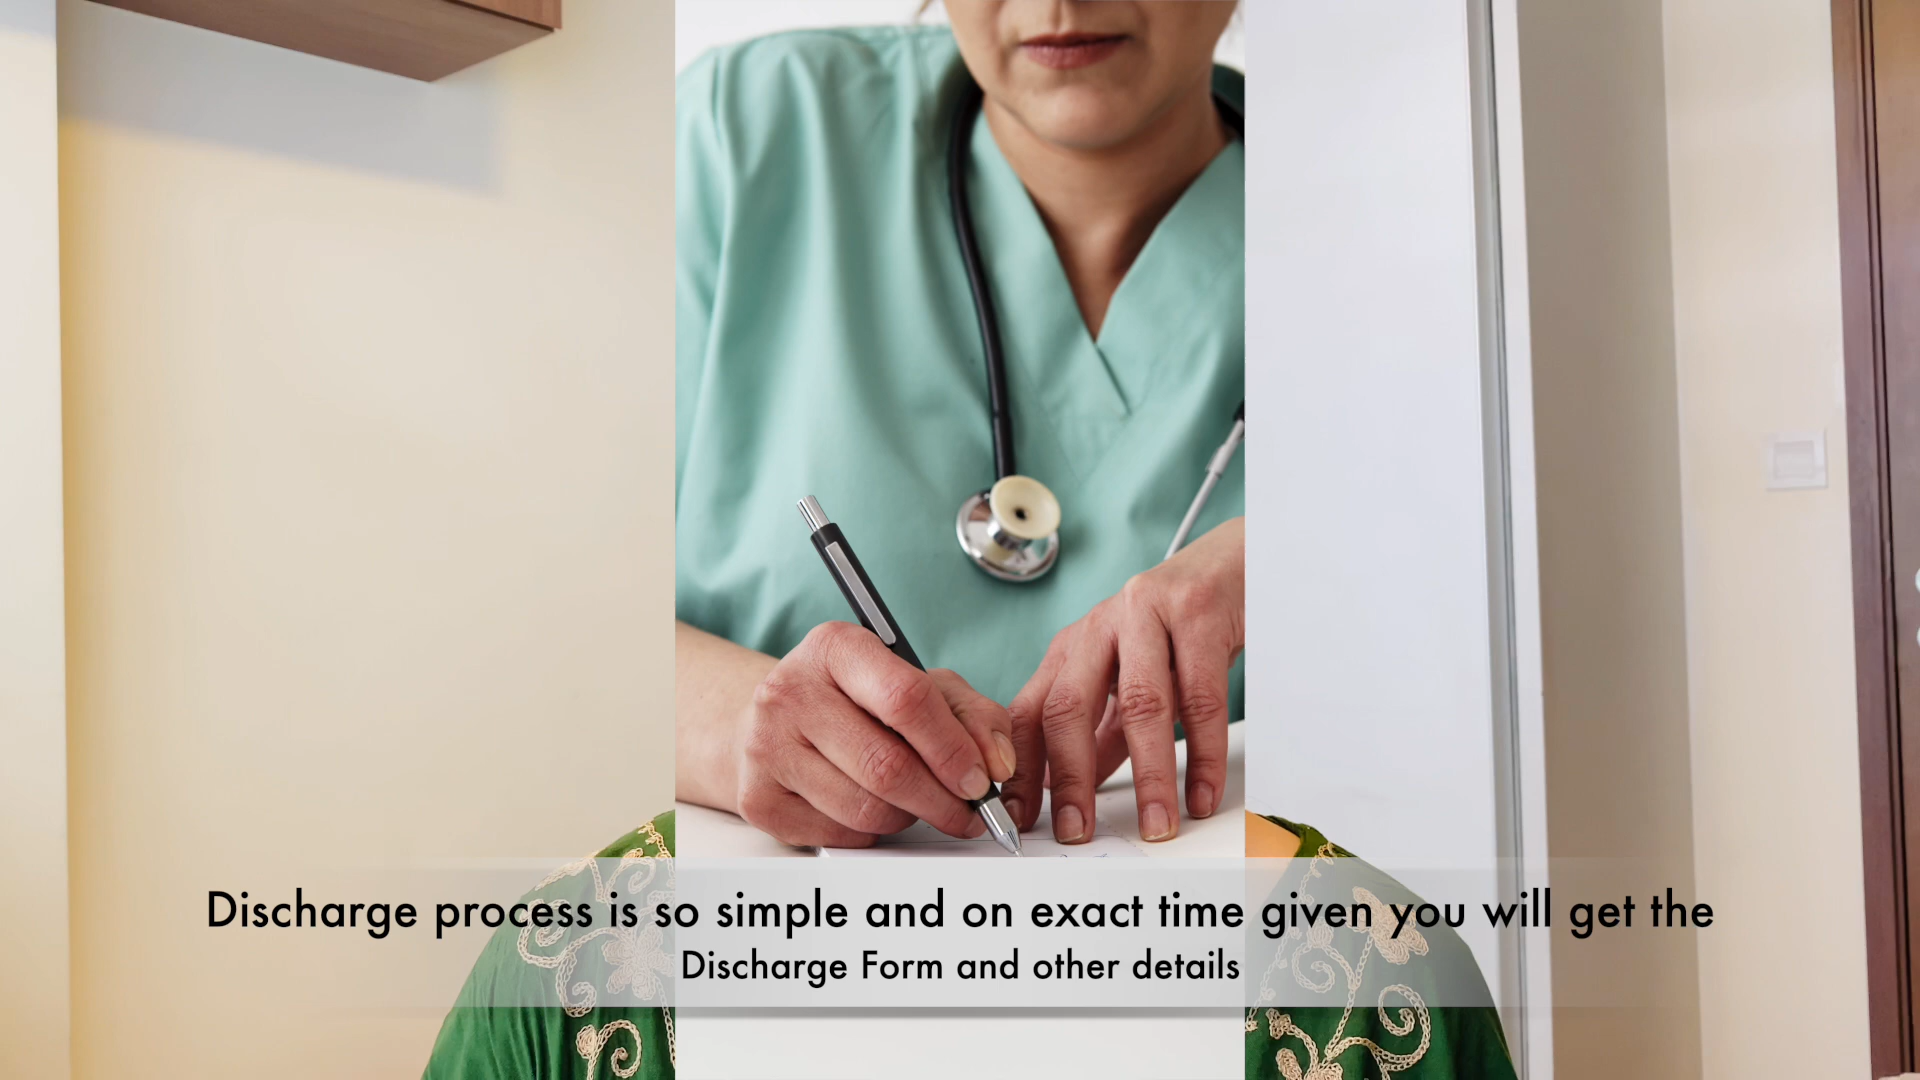 Discharge process is so simple and on exact time given you will get the
Discharge Form and other details